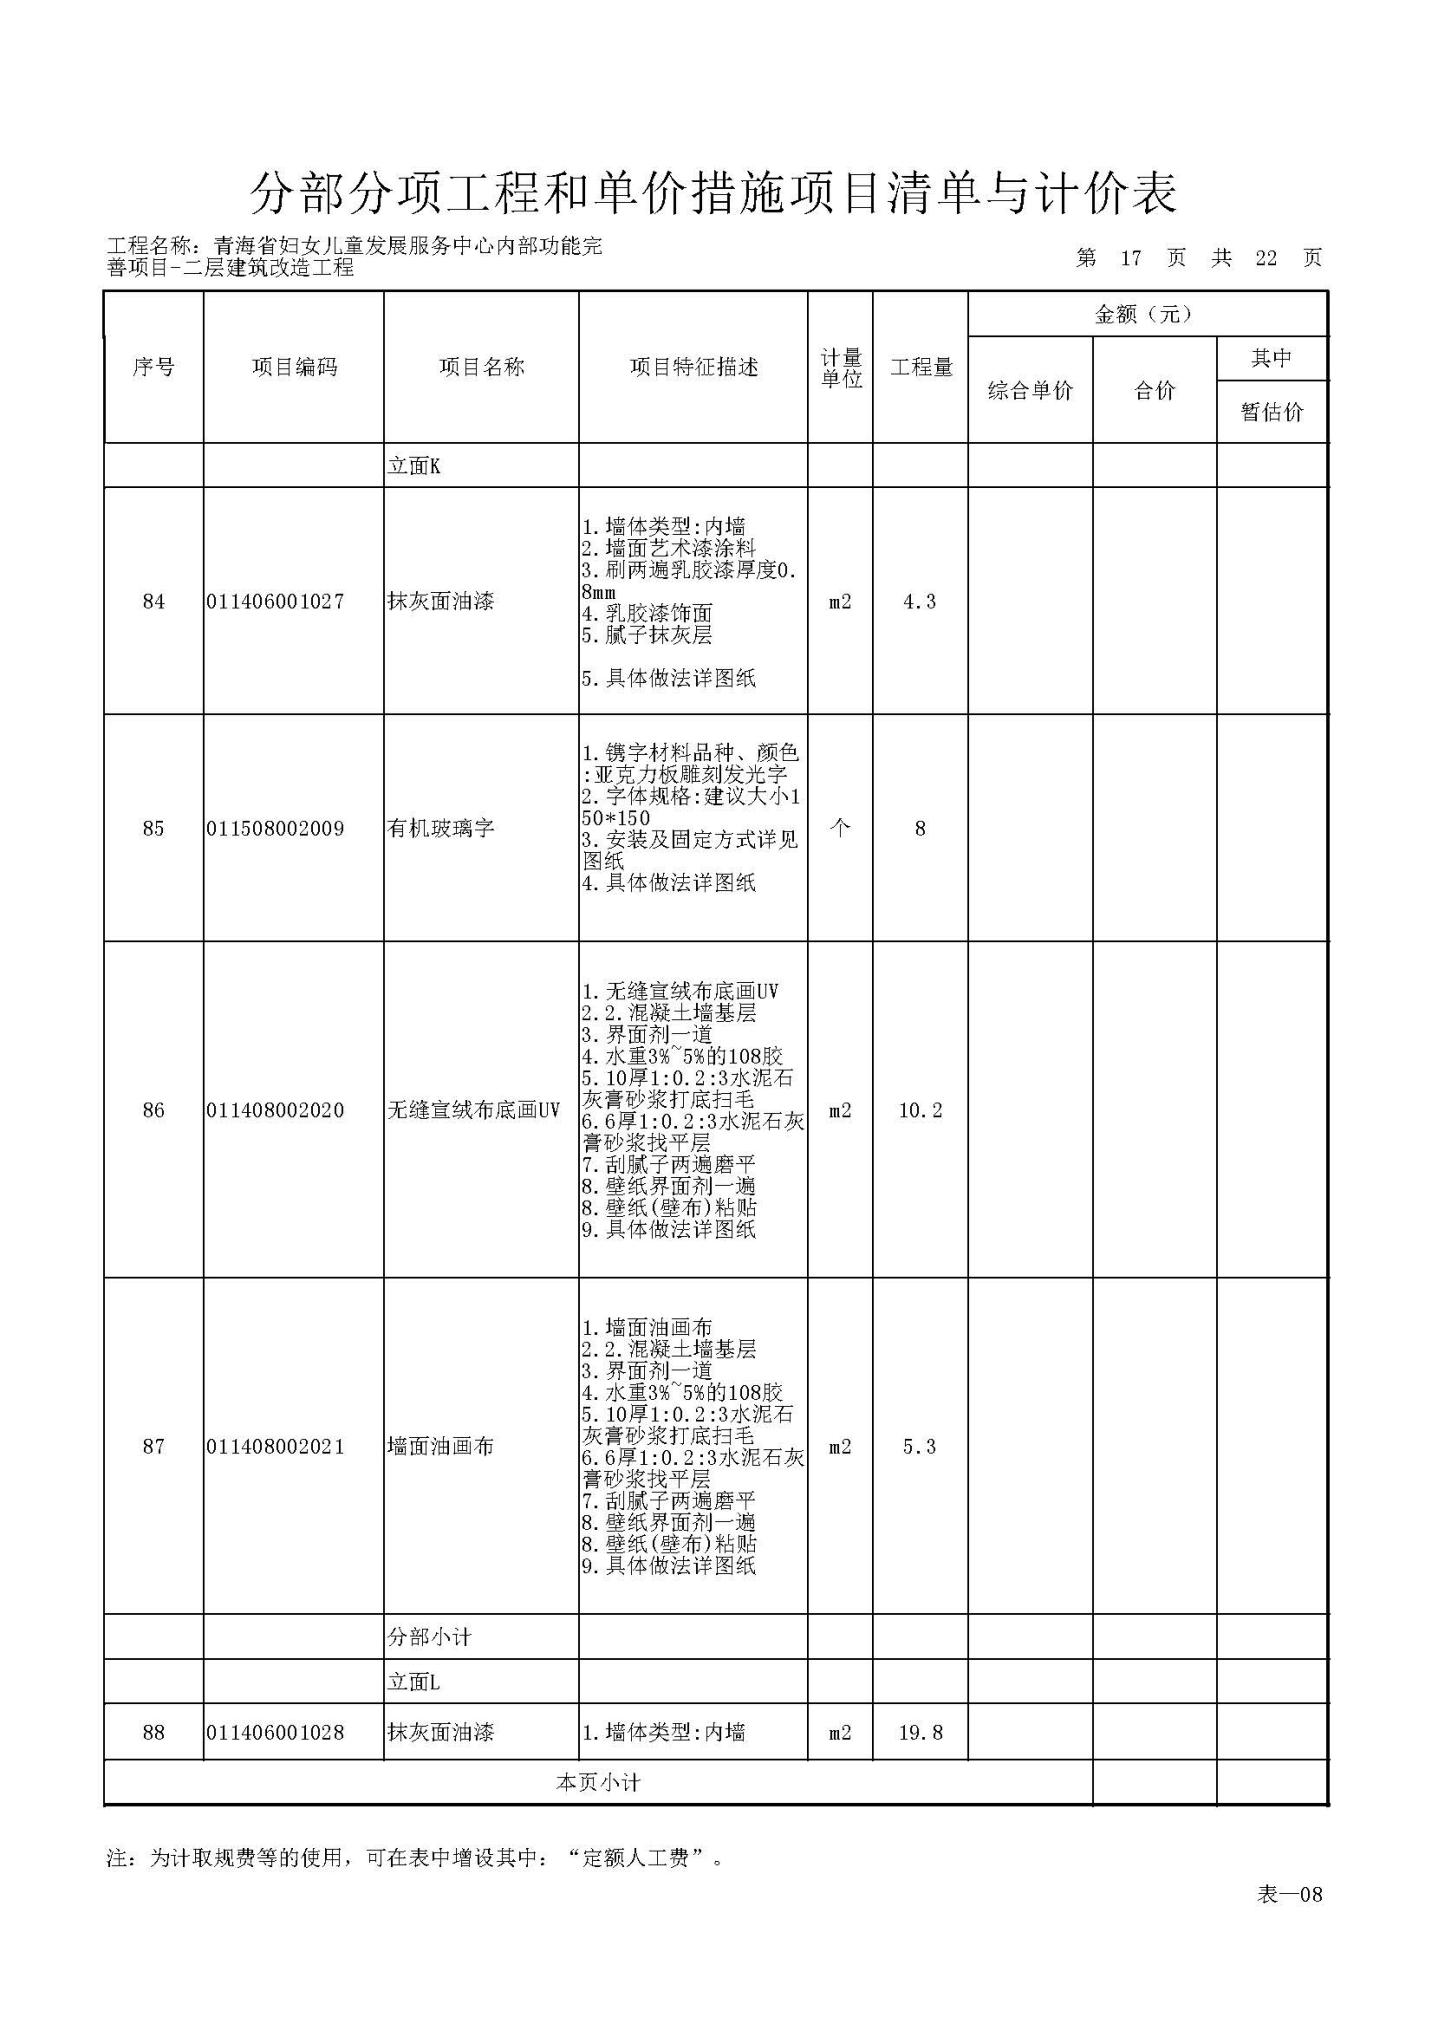 分部分项工程和单价措施项目清单与计价表
工程名称：青海省妇女儿童发展服务中心内部功能完
善项目-二层建筑改造工程
第 17 页 共 22 页
序号
项目编码
项目名称
项目特征描述
计量
单位
工程量
金额（元）
综合单价
合价
其中
暂估价
立面K
84
011406001027
抹灰面油漆
1.墙体类型:内墙
2.墙面艺术漆涂料
3.刷两遍乳胶漆厚度0.
8mm
4.乳胶漆饰面
5.腻子抹灰层
5.具体做法详图纸
m2
4.3
85
011508002009
有机玻璃字
1.镌字材料品种、颜色
:亚克力板雕刻发光字
2.字体规格:建议大小1
50*150
3.安装及固定方式详见
图纸
4.具体做法详图纸
个
8
86
011408002020
无缝宣绒布底画UV
1.无缝宣绒布底画UV
2.2.混凝土墙基层
3.界面剂一道
4.水重3%~5%的108胶
5.10厚1:0.2:3水泥石
灰膏砂浆打底扫毛
6.6厚1:0.2:3水泥石灰
膏砂浆找平层
7.刮腻子两遍磨平
8.壁纸界面剂一遍
8.壁纸(壁布)粘贴
9.具体做法详图纸
m2
10.2
87
011408002021
墙面油画布
1.墙面油画布
2.2.混凝土墙基层
3.界面剂一道
4.水重3%~5%的108胶
5.10厚1:0.2:3水泥石
灰膏砂浆打底扫毛
6.6厚1:0.2:3水泥石灰
膏砂浆找平层
7.刮腻子两遍磨平
8.壁纸界面剂一遍
8.壁纸(壁布)粘贴
9.具体做法详图纸
m2
5.3
分部小计
立面L
88
011406001028
抹灰面油漆
1.墙体类型:内墙
m2
19.8
本页小计
注：为计取规费等的使用，可在表中增设其中：“定额人工费”。
表—08